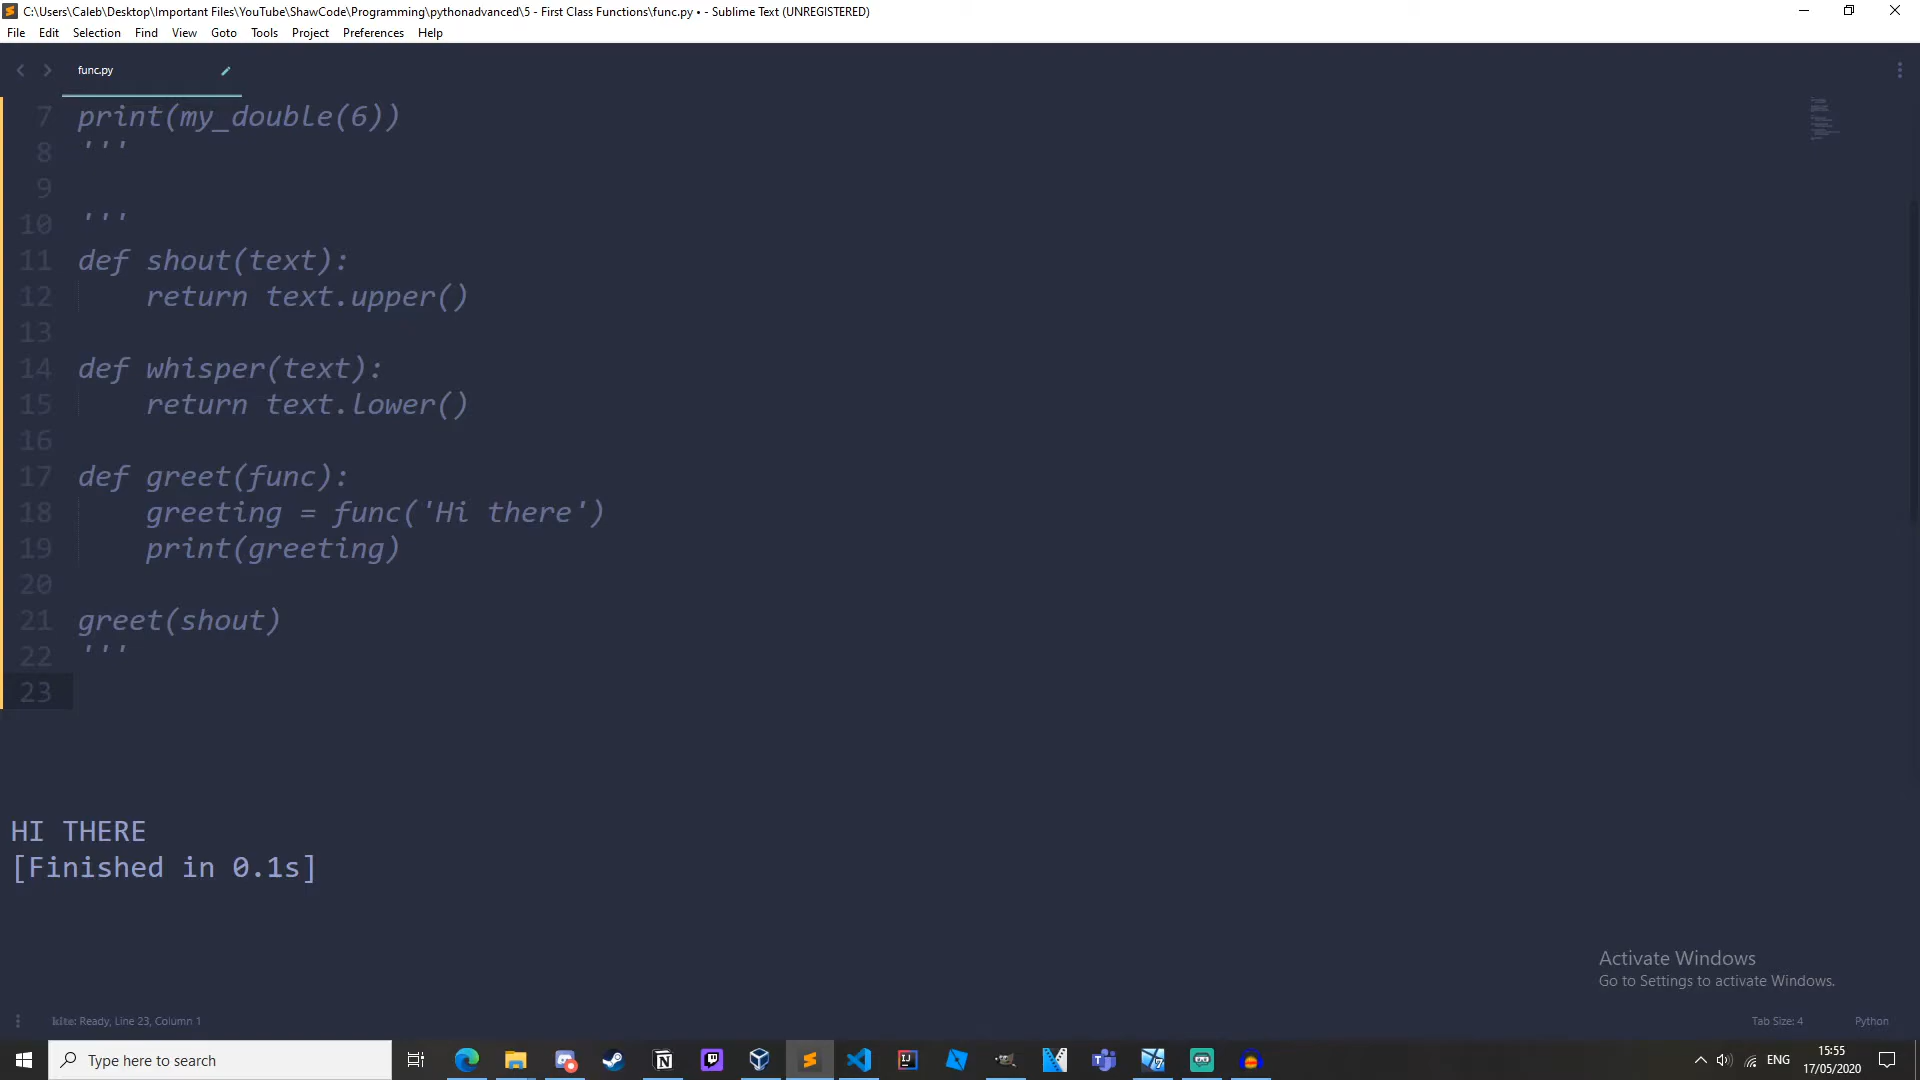 C:\Users\Caleb\Desktop\Important Files\YouTube\ShawCode\Programming\pythonadvanced\5 - First Class Functions\func.py • - Sublime Text (UNREGISTERED)
File Edit Selection Find View Goto Tools Project Preferences Help
func.py
7 print(my_double(6))
8 '''
9
10 '''
11 def shout(text):
12 return text.upper()
13
14 def whisper(text):
15 return text.lower()
16
17 def greet(func):
18 greeting = func('Hi there')
19 print(greeting)
20
21 greet(shout)
22 '''
23
HI THERE
[Finished in 0.1s]
Activate Windows
Go to Settings to activate Windows.
Ready, Line 23, Column 1
Tab Size: 4
Python
Type here to search
ENG
15:55
17/05/2020